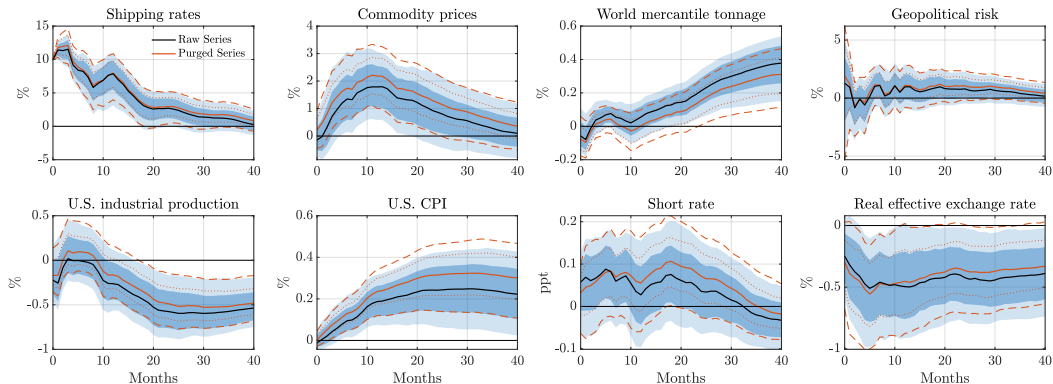 Shipping rates
Commodity prices
World mercantile tonnage
Geopolitical risk
Raw Series
Purged Series
%
15
10
5
0
-5
0 10 20 30 40
%
4
3
2
1
0
0 10 20 30 40
%
0.6
0.4
0.2
0
-0.2
0 10 20 30 40
%
5
0
5
0 10 20 30 40
U.S. industrial production
U.S. CPI
Short rate
Real effective exchange rate
%
0.5
0
-0.5
-1
0 10 20 30 40
Months
%
0.6
0.4
0.2
0
0 10 20 30 40
Months
ppt
0.2
0.1
0
-0.1
0 10 20 30 40
Months
%
0
-0.5
-1
0 10 20 30 40
Months